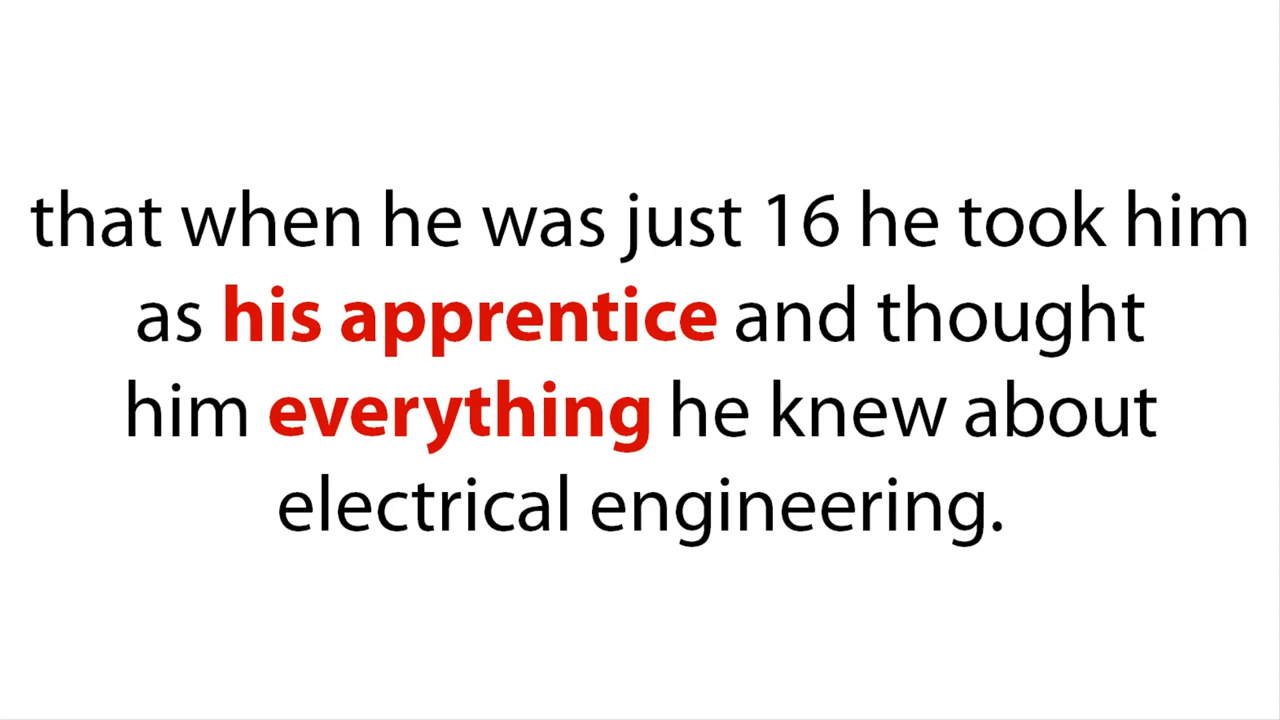 that when he was just 16 he took him
as his apprentice and thought
him everything he knew about
electrical engineering.